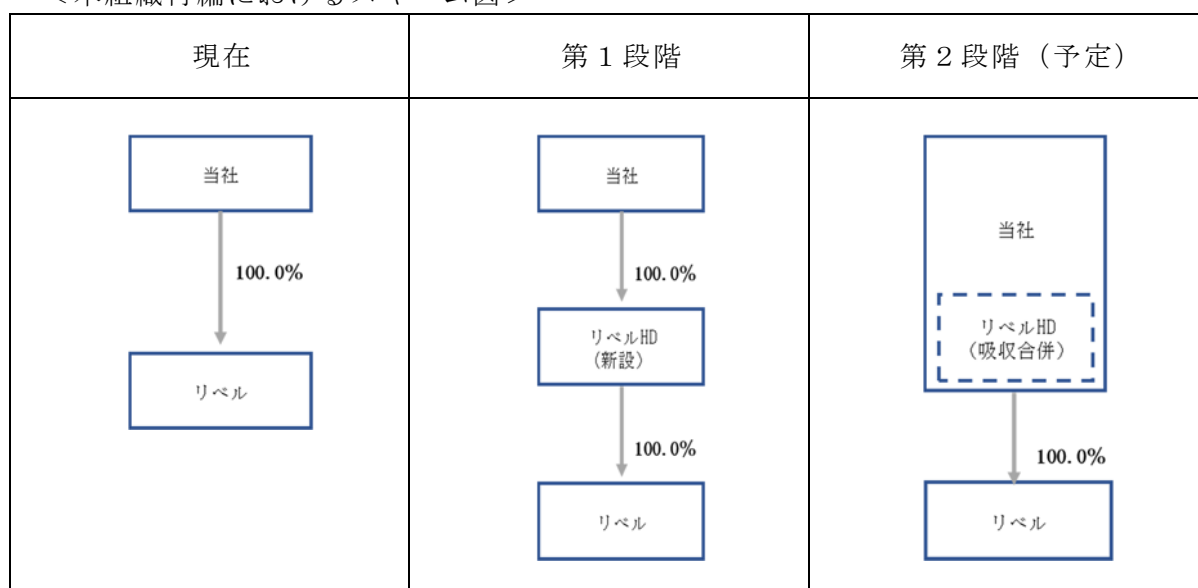 現在
第１段階
第２段階（予定）
当社
100.0%
リベル
当社
100.0%
リベルHD
(新設)
100.0%
リベル
当社
リベルHD
(吸収合併)
100.0%
リベル